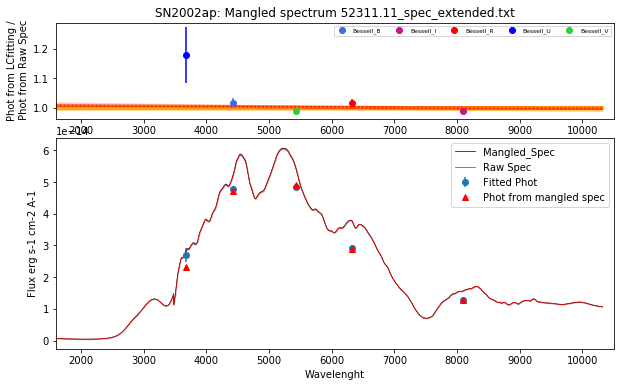 SN2002ap: Mangled spectrum 52311.11_spec_extended.txt
Phot from LCfitting /
Phot from Raw Spec
1.2
1.1
1.0
Bessell_B
Bessell_I
Bessell_R
Bessell_U
Bessell_V
2000 3000 4000 5000 6000 7000 8000 9000 10000
1e-14
Flux erg s-1 cm-2 A-1
6
5
4
3
2
1
0
Mangled_Spec
Raw Spec
Fitted Phot
Phot from mangled spec
2000 3000 4000 5000 6000 7000 8000 9000 10000
Wavelenght